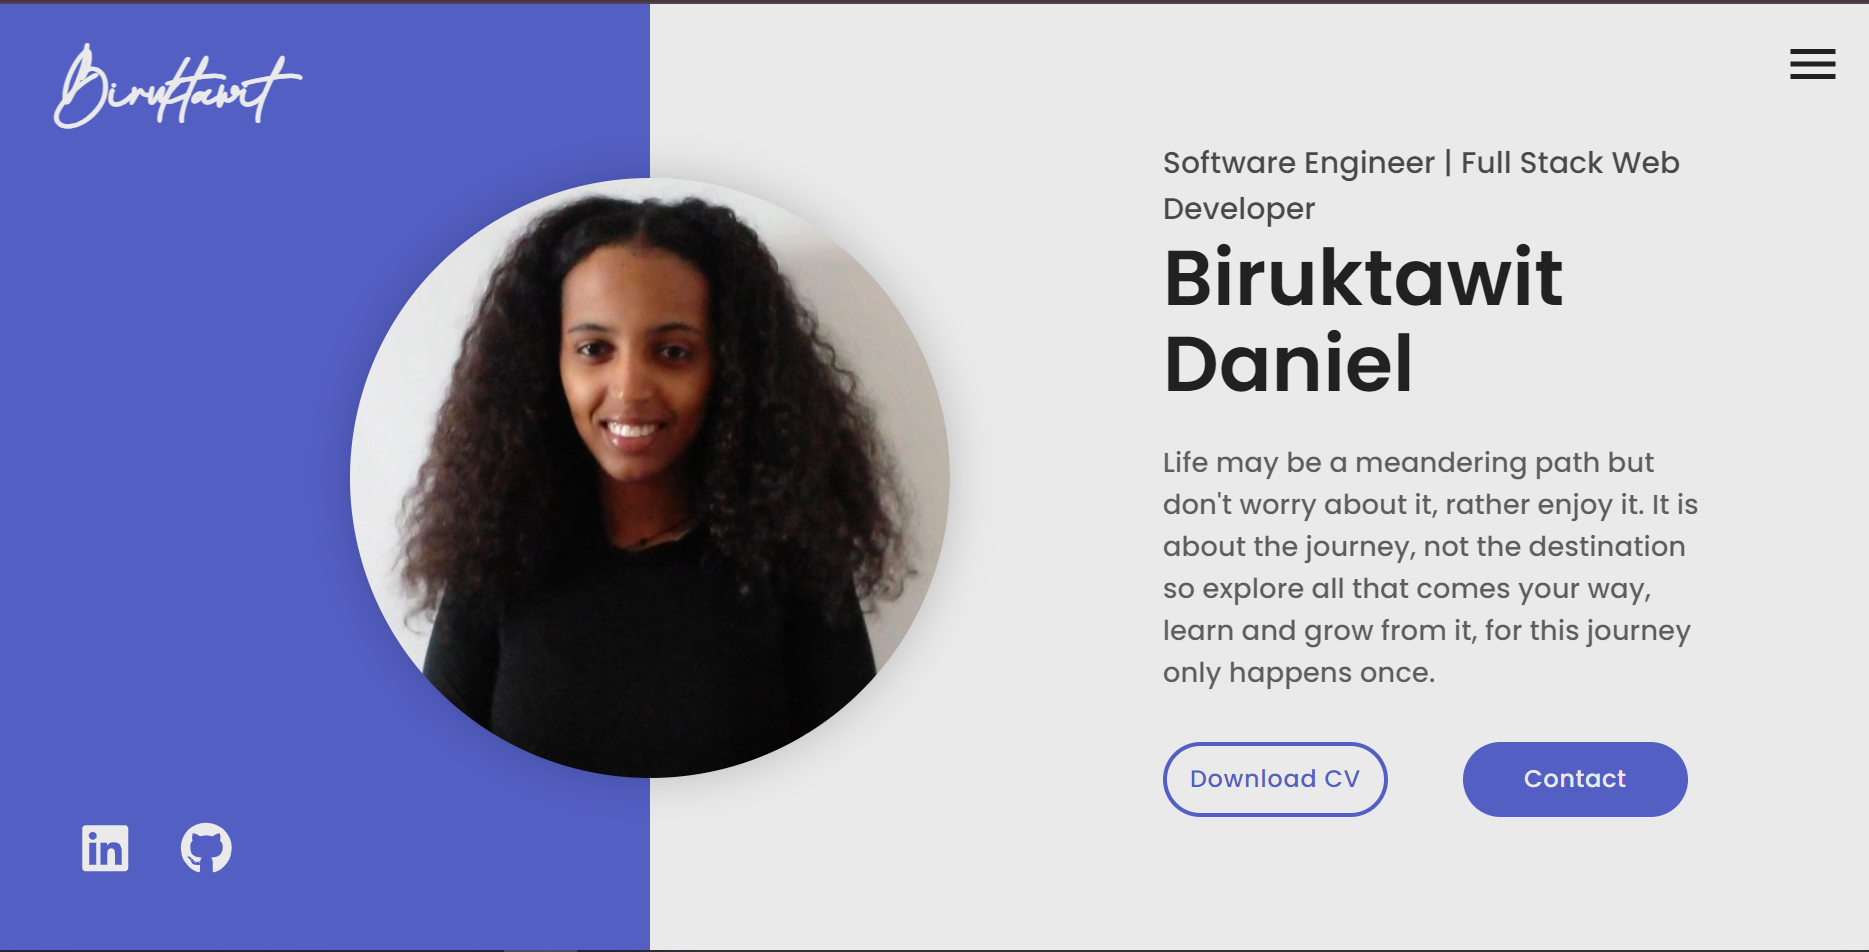 Biruktawit
Software Engineer | Full Stack Web
Developer
Biruktawit
Daniel
Life may be a meandering path but
don't worry about it, rather enjoy it. It is
about the journey, not the destination
so explore all that comes your way,
learn and grow from it, for this journey
only happens once.
Download CV
Contact
in